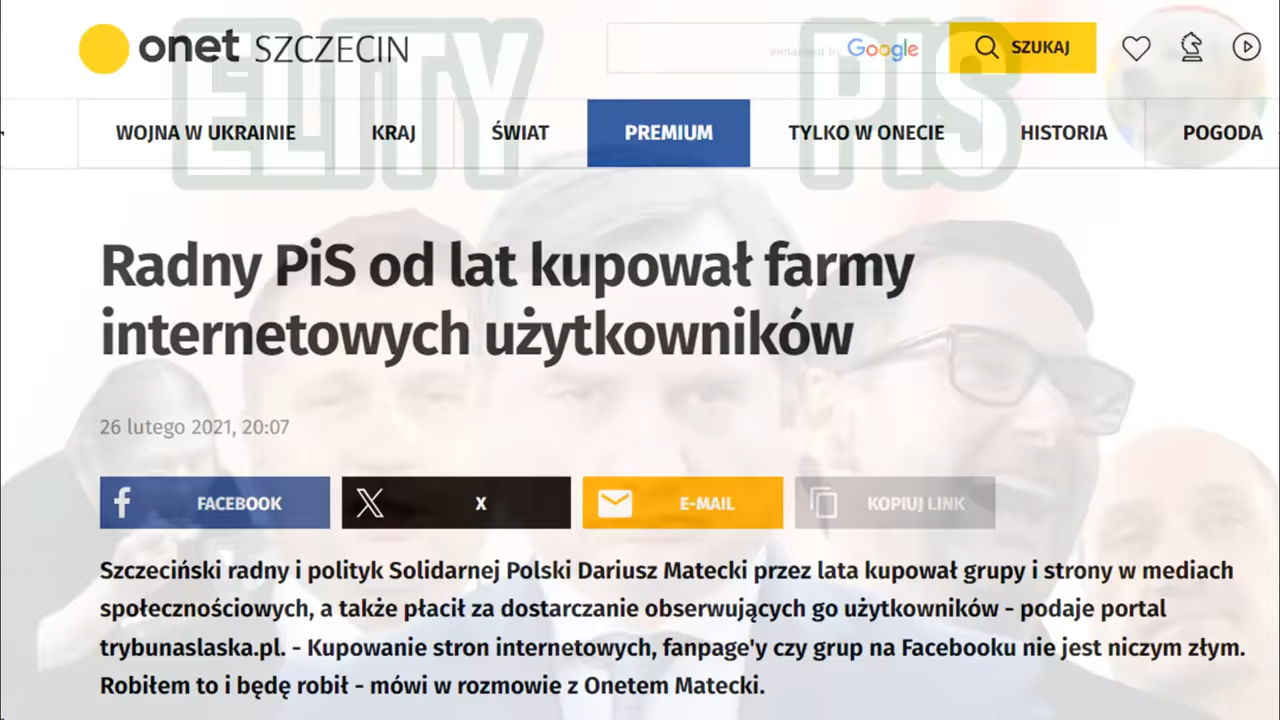 onet SZCZECIN
enhanced by Google
SZUKAJ
ELITY PIS
WOJNA W UKRAINIE KRAJ ŚWIAT PREMIUM TYLKO W ONECIE HISTORIA POGODA
Radny PiS od lat kupował farmy
internetowych użytkowników
26 lutego 2021, 20:07
FACEBOOK X E-MAIL KOPIUJ LINK
Szczeciński radny i polityk Solidarnej Polski Dariusz Matecki przez lata kupował grupy i strony w mediach
społecznościowych, a także płacił za dostarczanie obserwujących go użytkowników - podaje portal
trybunaslaska.pl. - Kupowanie stron internetowych, fanpage'y czy grup na Facebooku nie jest niczym złym.
Robiłem to i będę robił - mówi w rozmowie z Onetem Matecki.